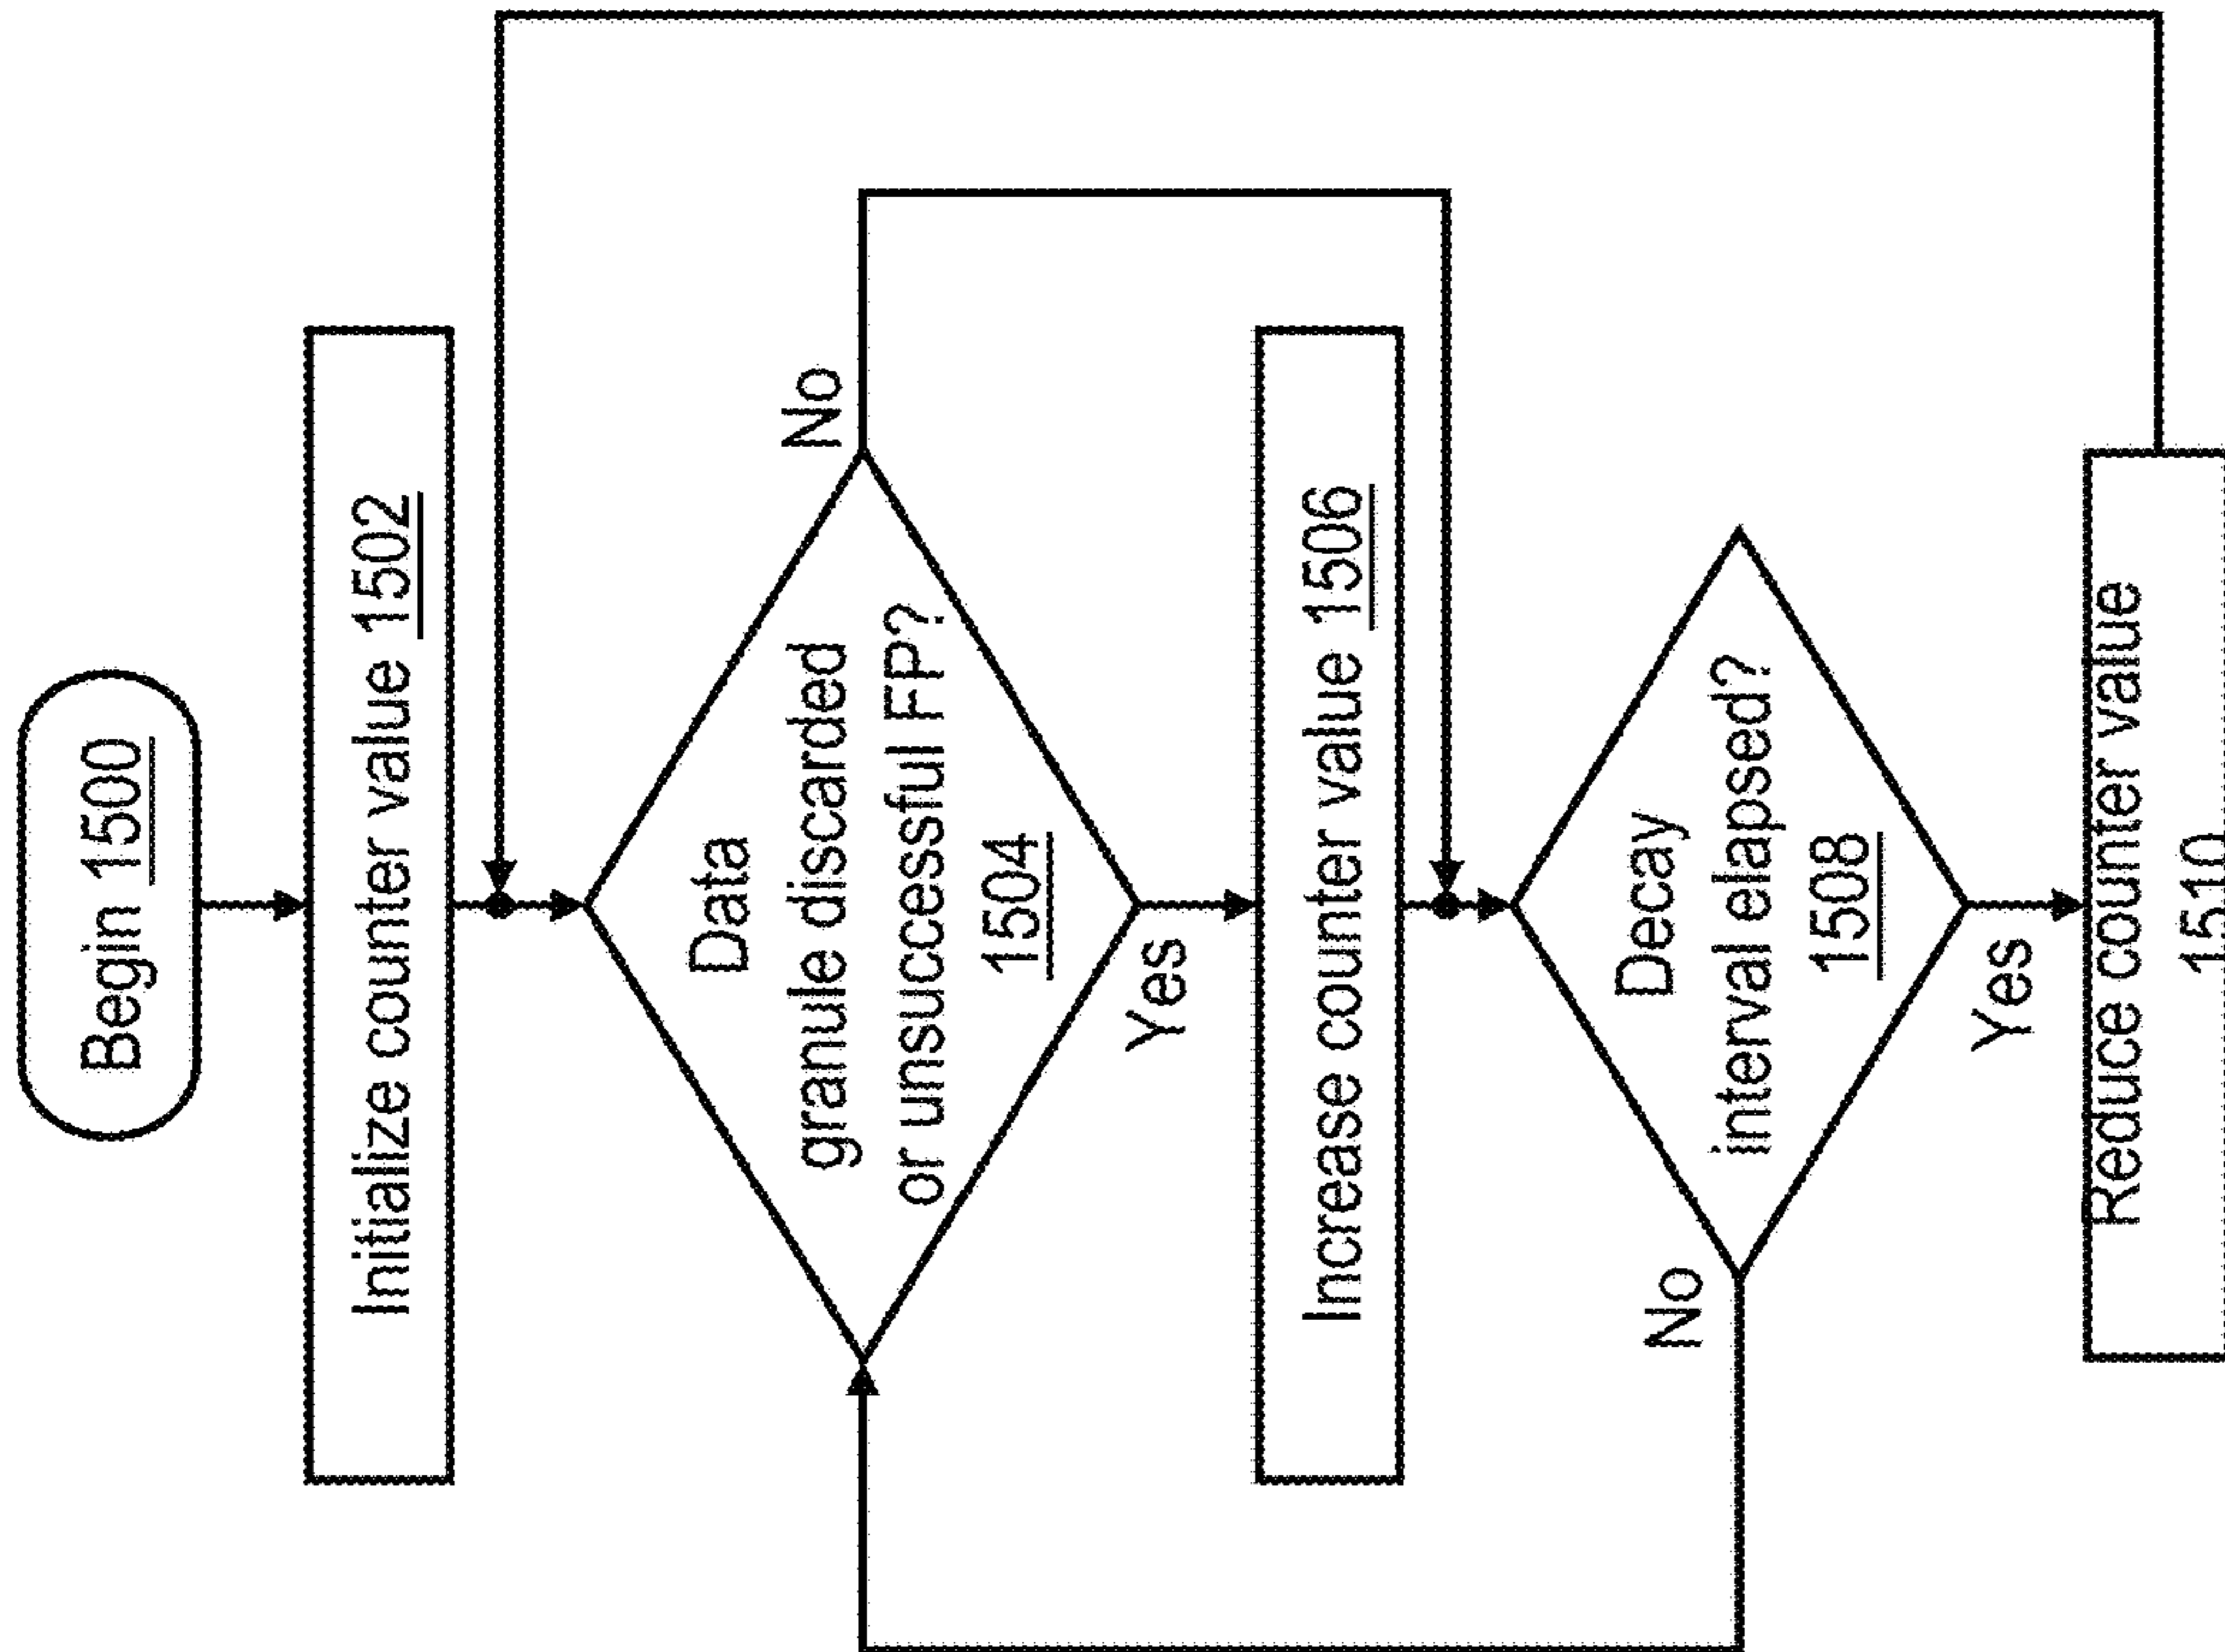 Begin 1500
Initialize counter value 1502
Data
granule discarded
or unsuccessful FP?
1504
No
Yes
Increase counter value 1506
Decay
interval elapsed?
1508
No
Yes
Reduce counter value
1510